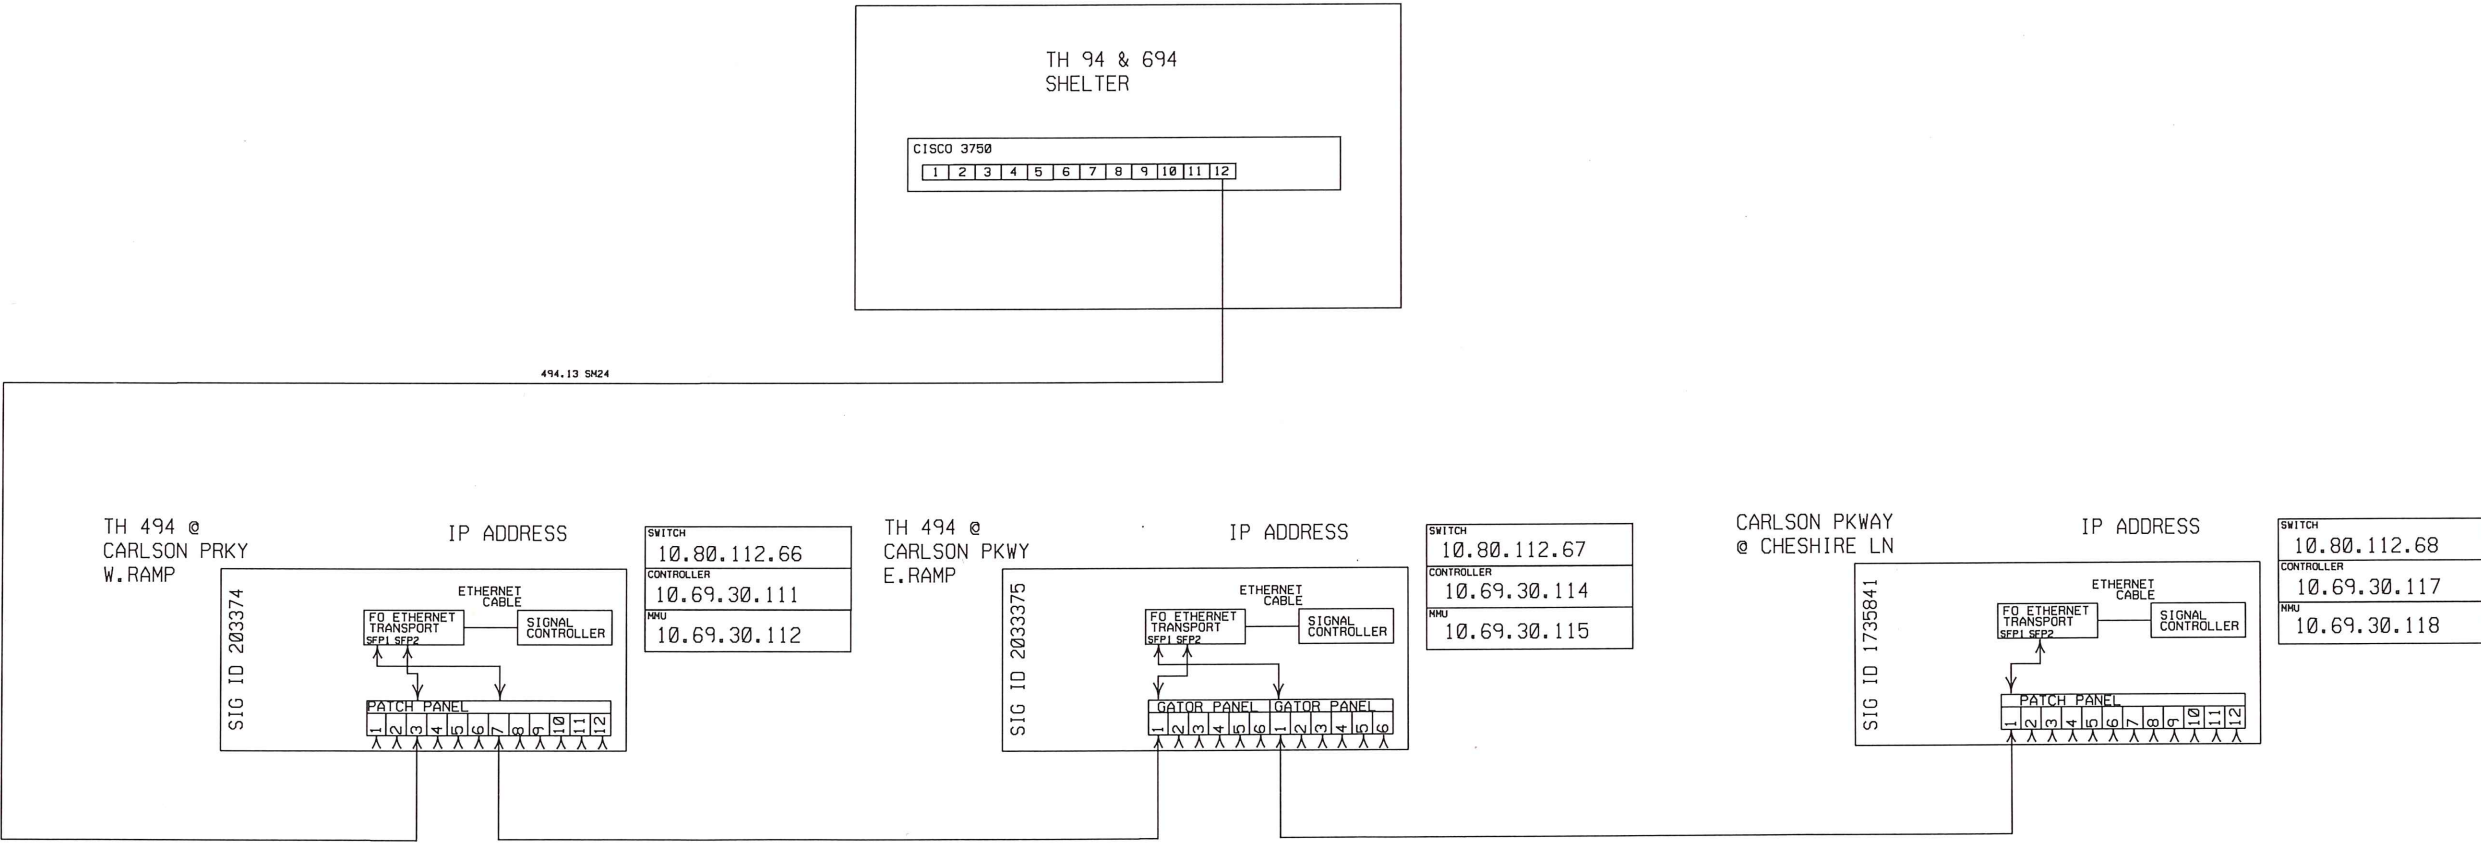 TH 94 & 694
SHELTER
CISCO 3750
1 2 3 4 5 6 7 8 9 10 11 12
494.13 SM24
TH 494 @
CARLSON PRKY
W.RAMP
IP ADDRESS
SWITCH
10.80.112.66
CONTROLLER
10.69.30.111
MMU
10.69.30.112
SIG ID 203374
ETHERNET
CABLE
FO ETHERNET
TRANSPORT
SFP1 SFP2
SIGNAL
CONTROLLER
PATCH PANEL
1 2 3 4 5 6 7 8 9 10 11 12
TH 494 @
CARLSON PKWY
E.RAMP
IP ADDRESS
SWITCH
10.80.112.67
CONTROLLER
10.69.30.114
MMU
10.69.30.115
SIG ID 2033375
ETHERNET
CABLE
FO ETHERNET
TRANSPORT
SFP1 SFP2
SIGNAL
CONTROLLER
GATOR PANEL GATOR PANEL
1 2 3 4 5 6 1 2 3 4 5 6
CARLSON PKWAY
@ CHESHIRE LN
IP ADDRESS
SWITCH
10.80.112.68
CONTROLLER
10.69.30.117
MMU
10.69.30.118
SIG ID 1735841
ETHERNET
CABLE
FO ETHERNET
TRANSPORT
SFP1 SFP2
SIGNAL
CONTROLLER
PATCH PANEL
1 2 3 4 5 6 7 8 9 10 11 12